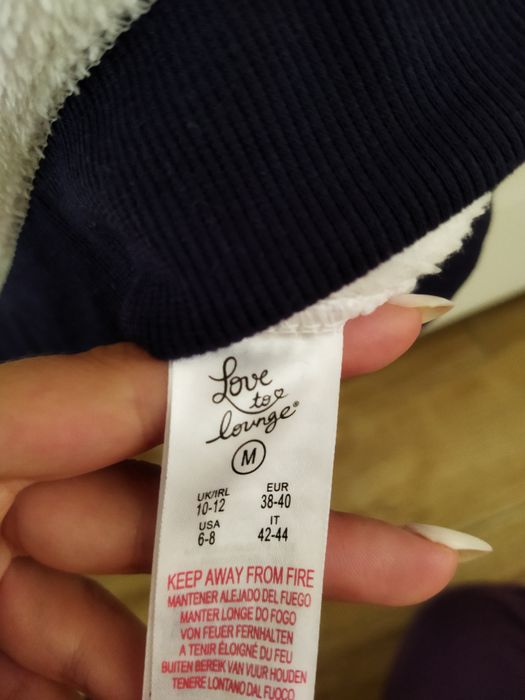 Love
to
lounge®
M
UK/IRL EUR
10-12 38-40
USA IT
6-8 42-44
KEEP AWAY FROM FIRE
MANTENER ALEJADO DEL FUEGO
MANTER LONGE DO FOGO
VON FEUER FERNHALTEN
A TENIR ÉLOIGNÉ DU FEU
BUITEN BEREIK VAN VUUR HOUDEN
TENERE LONTANO DAL FUOCO